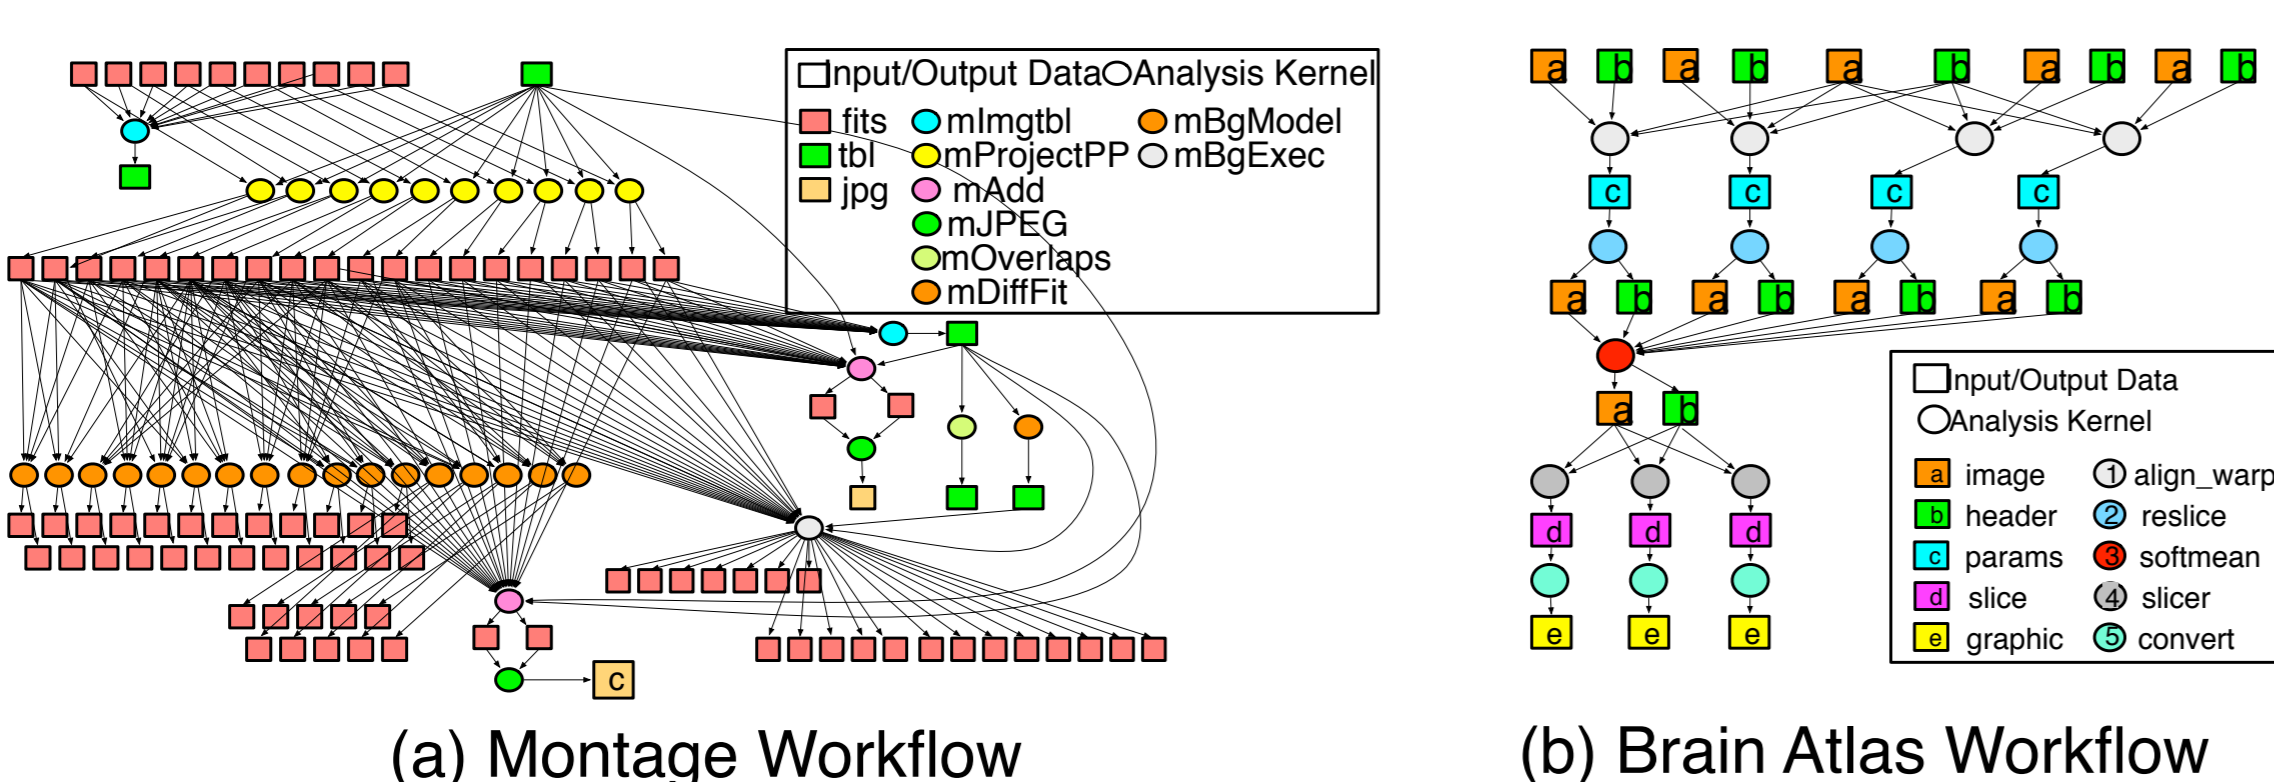 Input/Output Data Analysis Kernel
fits mImgtbl mBgModel
tbl mProjectPP mBgExec
jpg mAdd
mJPEG
mOverlaps
mDiffFit
c
(a) Montage Workflow
a b a b a b a b a b
c c c c
a b a b a b a b
a b
d d d
e e e
Input/Output Data
Analysis Kernel
a image 1 align_warp
b header 2 reslice
c params 3 softmean
d slice 4 slicer
e graphic 5 convert
(b) Brain Atlas Workflow